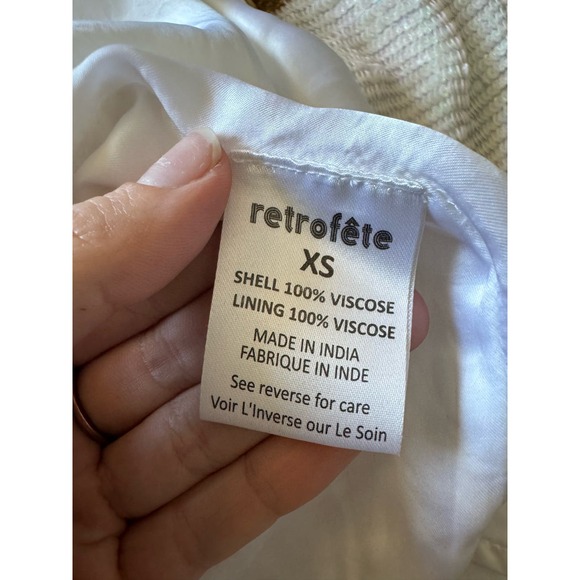 retrofête
XS
SHELL 100% VISCOSE
LINING 100% VISCOSE
MADE IN INDIA
FABRIQUE IN INDE
See reverse for care
Voir L'Inverse our Le Soin